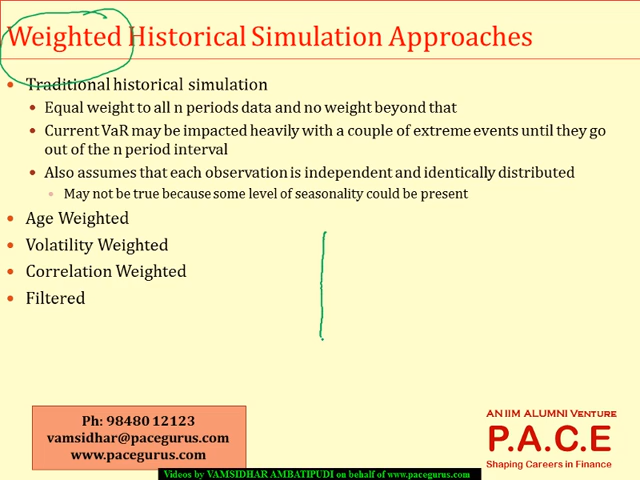 Weighted Historical Simulation Approaches
Traditional historical simulation
Equal weight to all n periods data and no weight beyond that
Current VaR may be impacted heavily with a couple of extreme events until they go
out of the n period interval
Also assumes that each observation is independent and identically distributed
May not be true because some level of seasonality could be present
Age Weighted
Volatility Weighted
Correlation Weighted
Filtered
Ph: 98480 12123
vamsidhar@pacegurus.com
www.pacegurus.com
AN IIM ALUMNI VENTURE
P.A.C.E
Shaping Careers in Finance
Videos by VAMSIDHAR AMBATIPUDI on behalf of www.pacegurus.com